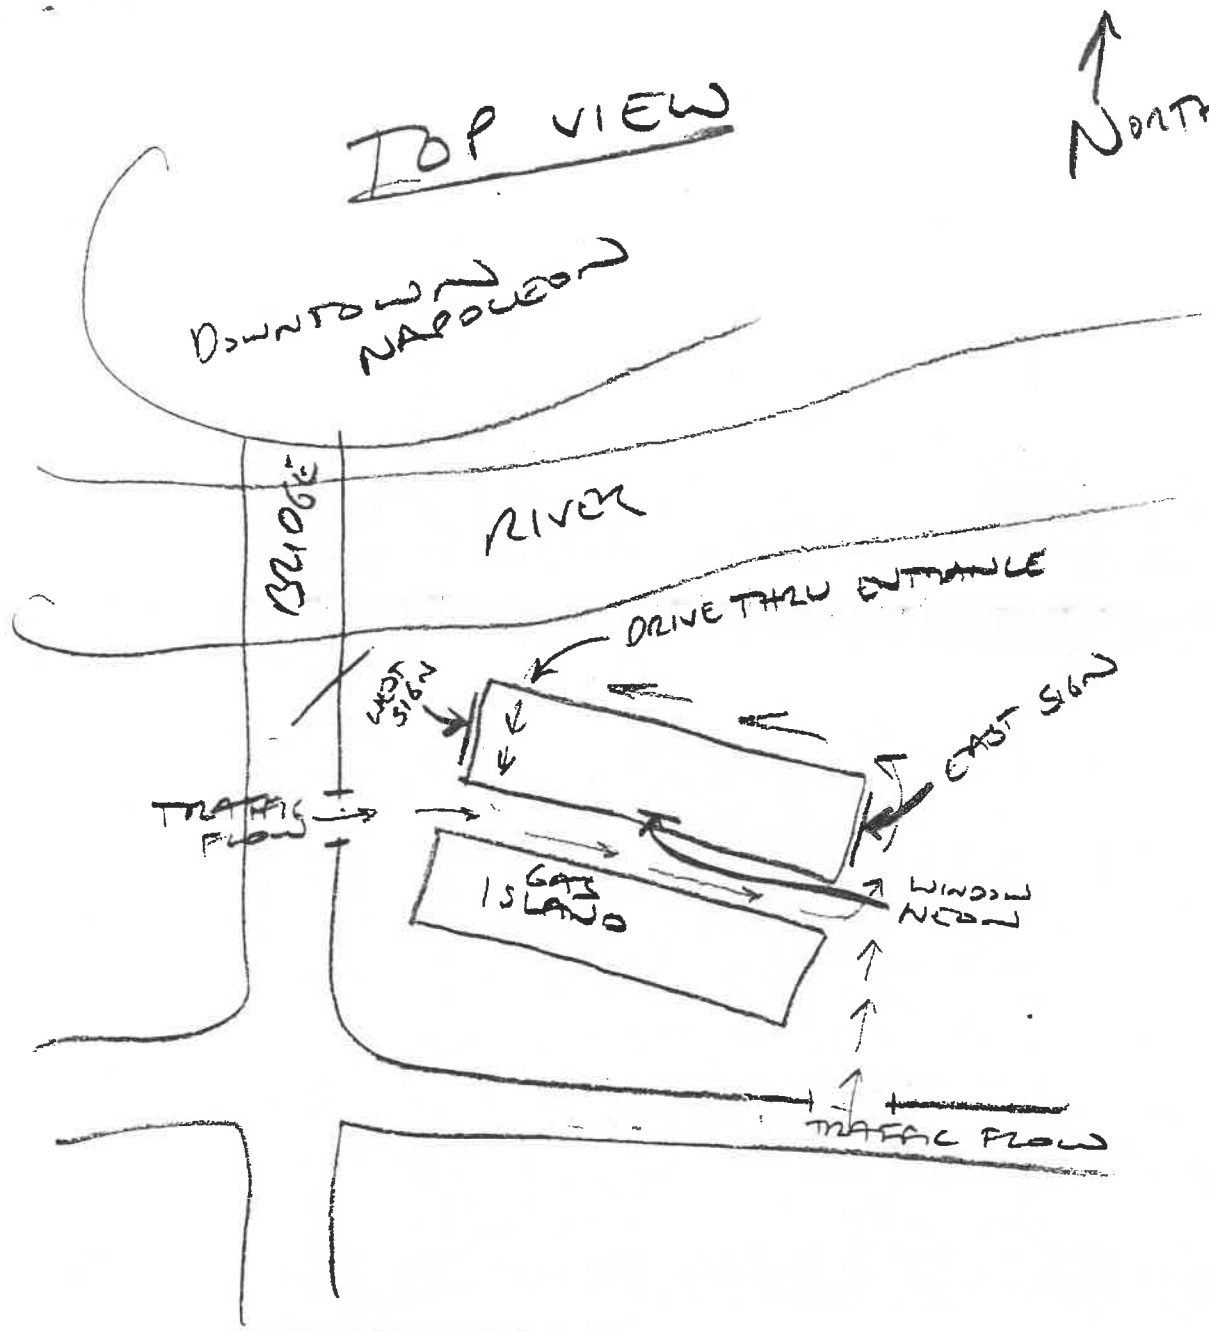 TOP VIEW
NORTH
DOWNTOWN
NAPOLEON
BRIDGE
RIVER
DRIVE THRU ENTRANCE
WEST
SIGN
EAST SIGN
TRAFFIC
FLOW
GAS
ISLAND
WINDOW
NEON
TRAFFIC FLOW